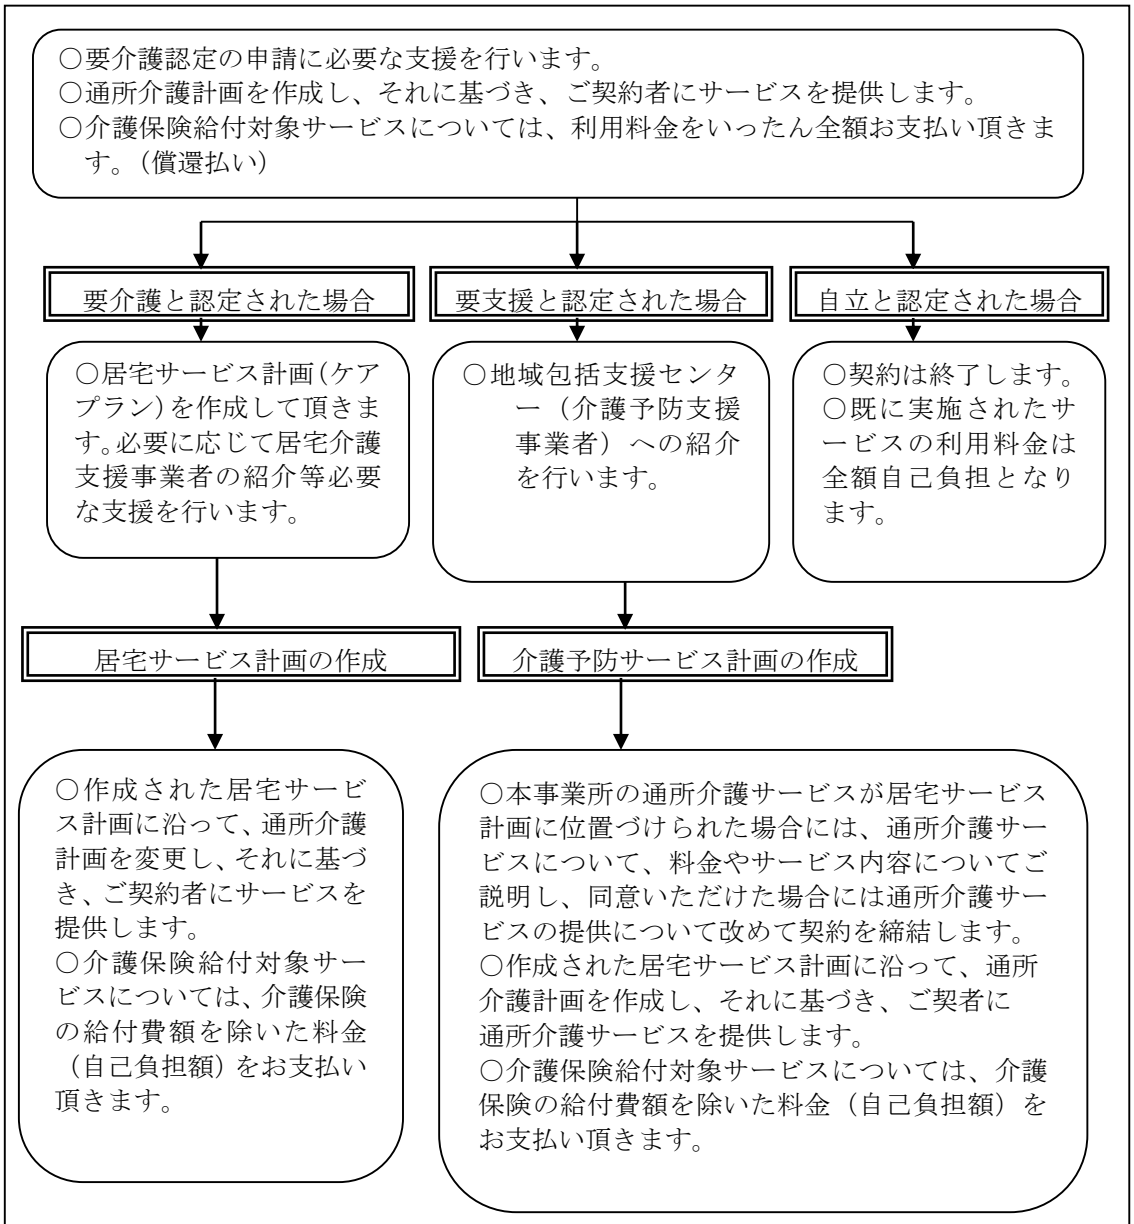 ○要介護認定の申請に必要な支援を行います。
○通所介護計画を作成し、それに基づき、ご契約者にサービスを提供します。
○介護保険給付対象サービスについては、利用料金をいったん全額お支払い頂きま
す。(償還払い)
要介護と認定された場合
要支援と認定された場合
自立と認定された場合
○居宅サービス計画(ケア
プラン)を作成して頂きま
す。必要に応じて居宅介護
支援事業者の紹介等必要
な支援を行います。
○地域包括支援センタ
ー（介護予防支援
事業者）への紹介
を行います。
○契約は終了します。
○既に実施されたサ
ービスの利用料金は
全額自己負担となり
ます。
居宅サービス計画の作成
介護予防サービス計画の作成
○作成された居宅サービ
ス計画に沿って、通所介護
計画を変更し、それに基づ
き、ご契約者にサービスを
提供します。
○介護保険給付対象サー
ビスについては、介護保険
の給付費額を除いた料金
（自己負担額）をお支払い
頂きます。
○本事業所の通所介護サービスが居宅サービス
計画に位置づけられた場合には、通所介護サー
ビスについて、料金やサービス内容についてご
説明し、同意いただけた場合には通所介護サー
ビスの提供について改めて契約を締結します。
○作成された居宅サービス計画に沿って、通所
介護計画を作成し、それに基づき、ご契者に
通所介護サービスを提供します。
○介護保険給付対象サービスについては、介護
保険の給付費額を除いた料金（自己負担額）を
お支払い頂きます。